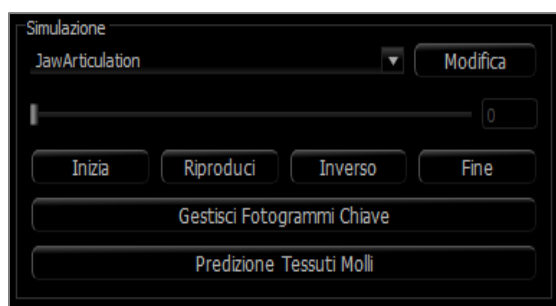 Simulazione
JawArticulation Modifica
0
Inizia Riproduci Inverso Fine
Gestisci Fotogrammi Chiave
Predizione Tessuti Molli